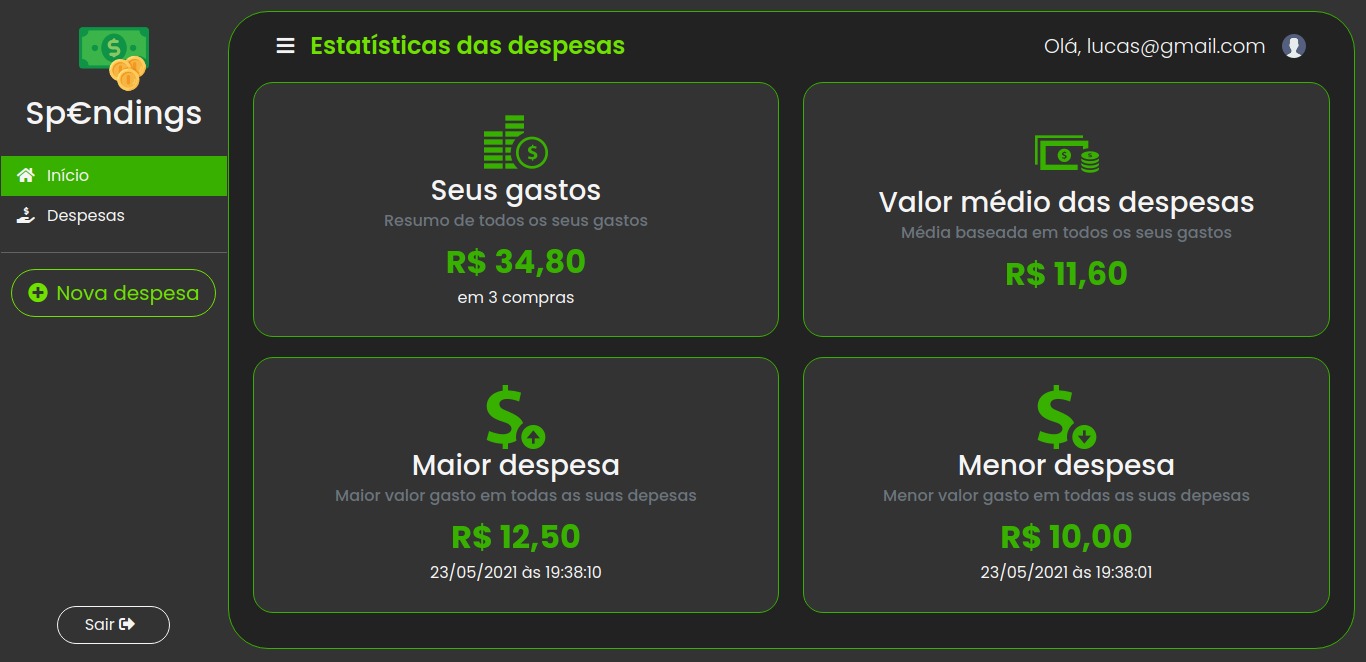 Sp€ndings
Início
Despesas
Nova despesa
Sair
Estatísticas das despesas
Olá, lucas@gmail.com
Seus gastos
Resumo de todos os seus gastos
R$ 34,80
em 3 compras
Valor médio das despesas
Média baseada em todos os seus gastos
R$ 11,60
Maior despesa
Maior valor gasto em todas as suas depesas
R$ 12,50
23/05/2021 às 19:38:10
Menor despesa
Menor valor gasto em todas as suas depesas
R$ 10,00
23/05/2021 às 19:38:01